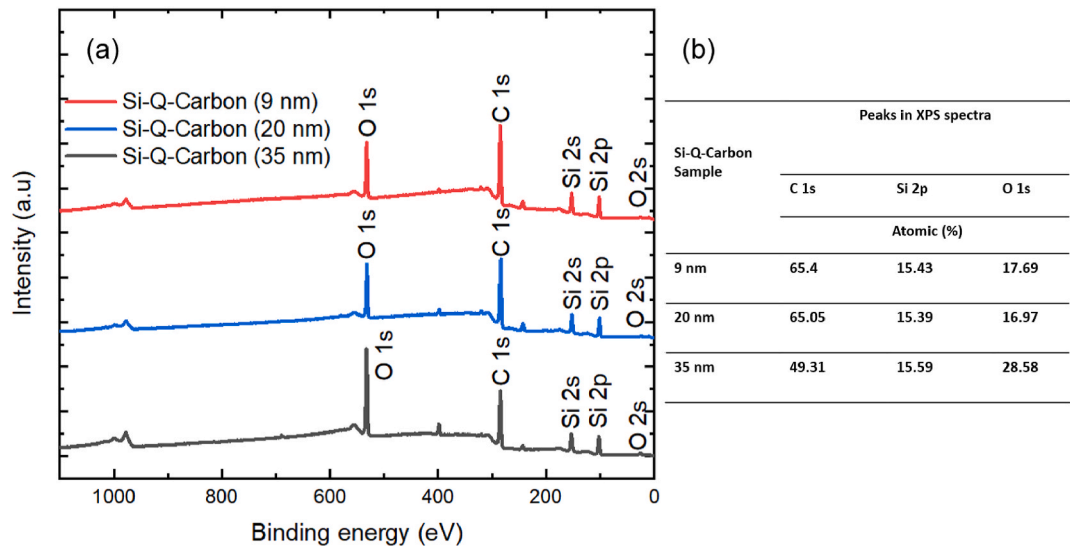 (a)
Si-Q-Carbon (9 nm)
Si-Q-Carbon (20 nm)
Si-Q-Carbon (35 nm)
O 1s
C 1s
Si 2s
Si 2p
O 2s
O 1s
C 1s
Si 2s
Si 2p
O 2s
O 1s
O
C 1s
Si 2s
Si 2p
O 2s
Intensity (a.u)
1000 800 600 400 200 0
Binding energy (eV)
(b)
Peaks in XPS spectra
Si-Q-Carbon
Sample
C 1s Si 2p O 1s
Atomic (%)
9 nm 65.4 15.43 17.69
20 nm 65.05 15.39 16.97
35 nm 49.31 15.59 28.58